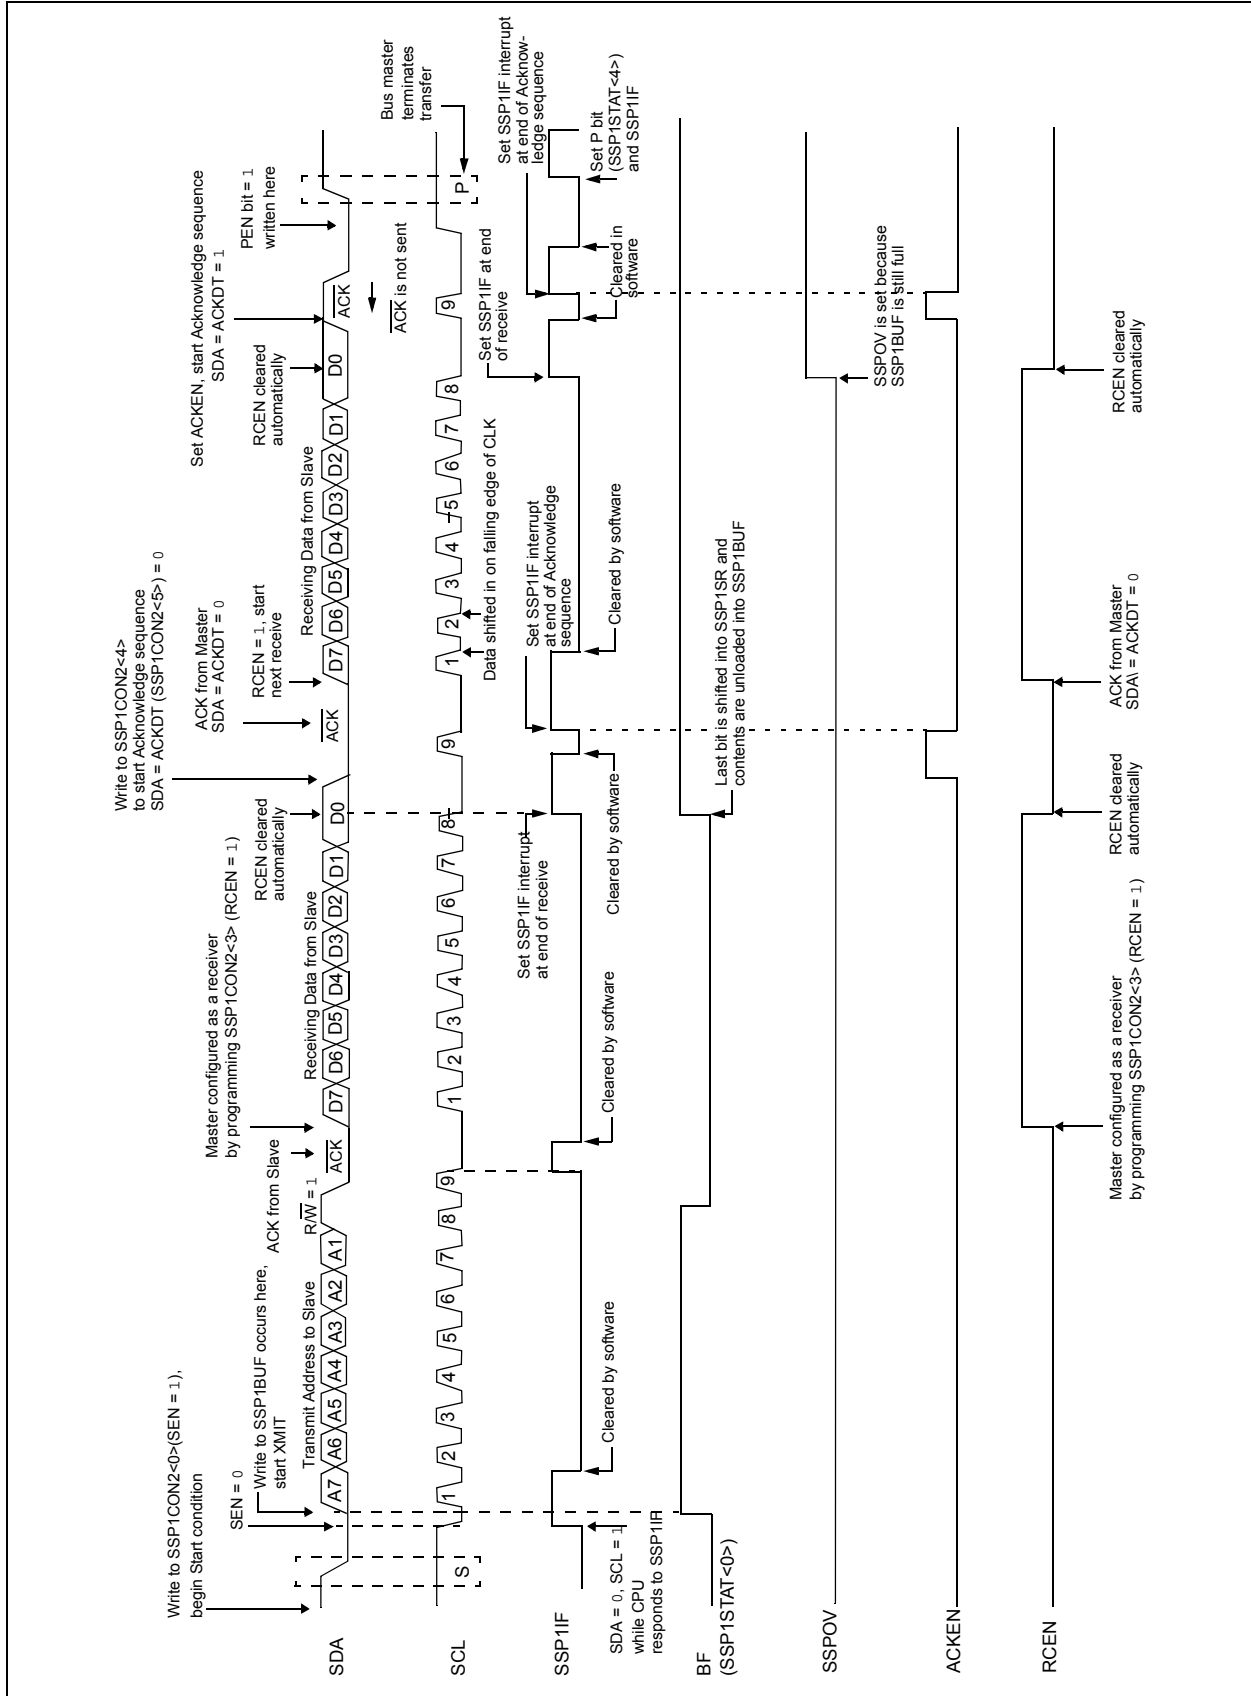 Write to SSP1CON2<0>(SEN = 1),
begin Start condition
SEN = 0
Write to SSP1BUF occurs here,
start XMIT
ACK from Slave
Master configured as a receiver
by programming SSP1CON2<3> (RCEN = 1)
RCEN cleared
automatically
Write to SSP1CON2<4>
to start Acknowledge sequence
SDA = ACKDT (SSP1CON2<5>) = 0
ACK from Master
SDA = ACKDT = 0
RCEN = 1, start
next receive
RCEN cleared
automatically
Set ACKEN, start Acknowledge sequence
SDA = ACKDT = 1
PEN bit = 1
written here
Transmit Address to Slave
R/W = 1
Receiving Data from Slave
Receiving Data from Slave
SDA
A7 A6 A5 A4 A3 A2 A1 ACK D7 D6 D5 D4 D3 D2 D1 D0 ACK D7 D6 D5 D4 D3 D2 D1 D0 ACK
ACK is not sent
Bus master
terminates
transfer
SCL
S 1 2 3 4 5 6 7 8 9 1 2 3 4 5 6 7 8 9 1 2 3 4 5 6 7 8 9 P
Data shifted in on falling edge of CLK
Set SSP1IF interrupt
at end of receive
Set SSP1IF interrupt
at end of Acknowledge
sequence
Set SSP1IF at end
of receive
Set SSP1IF interrupt
at end of Acknow-
ledge sequence
SSP1IF
SDA = 0, SCL = 1
while CPU
responds to SSP1IF
Cleared by software
Cleared by software
Cleared by software
Cleared by software
Cleared in
software
Set P bit
(SSP1STAT<4>)
and SSP1IF
BF
(SSP1STAT<0>)
Last bit is shifted into SSP1SR and
contents are unloaded into SSP1BUF
SSPOV
SSPOV is set because
SSP1BUF is still full
ACKEN
RCEN
Master configured as a receiver
by programming SSP1CON2<3> (RCEN = 1)
RCEN cleared
automatically
ACK from Master
SDA\ = ACKDT = 0
RCEN cleared
automatically